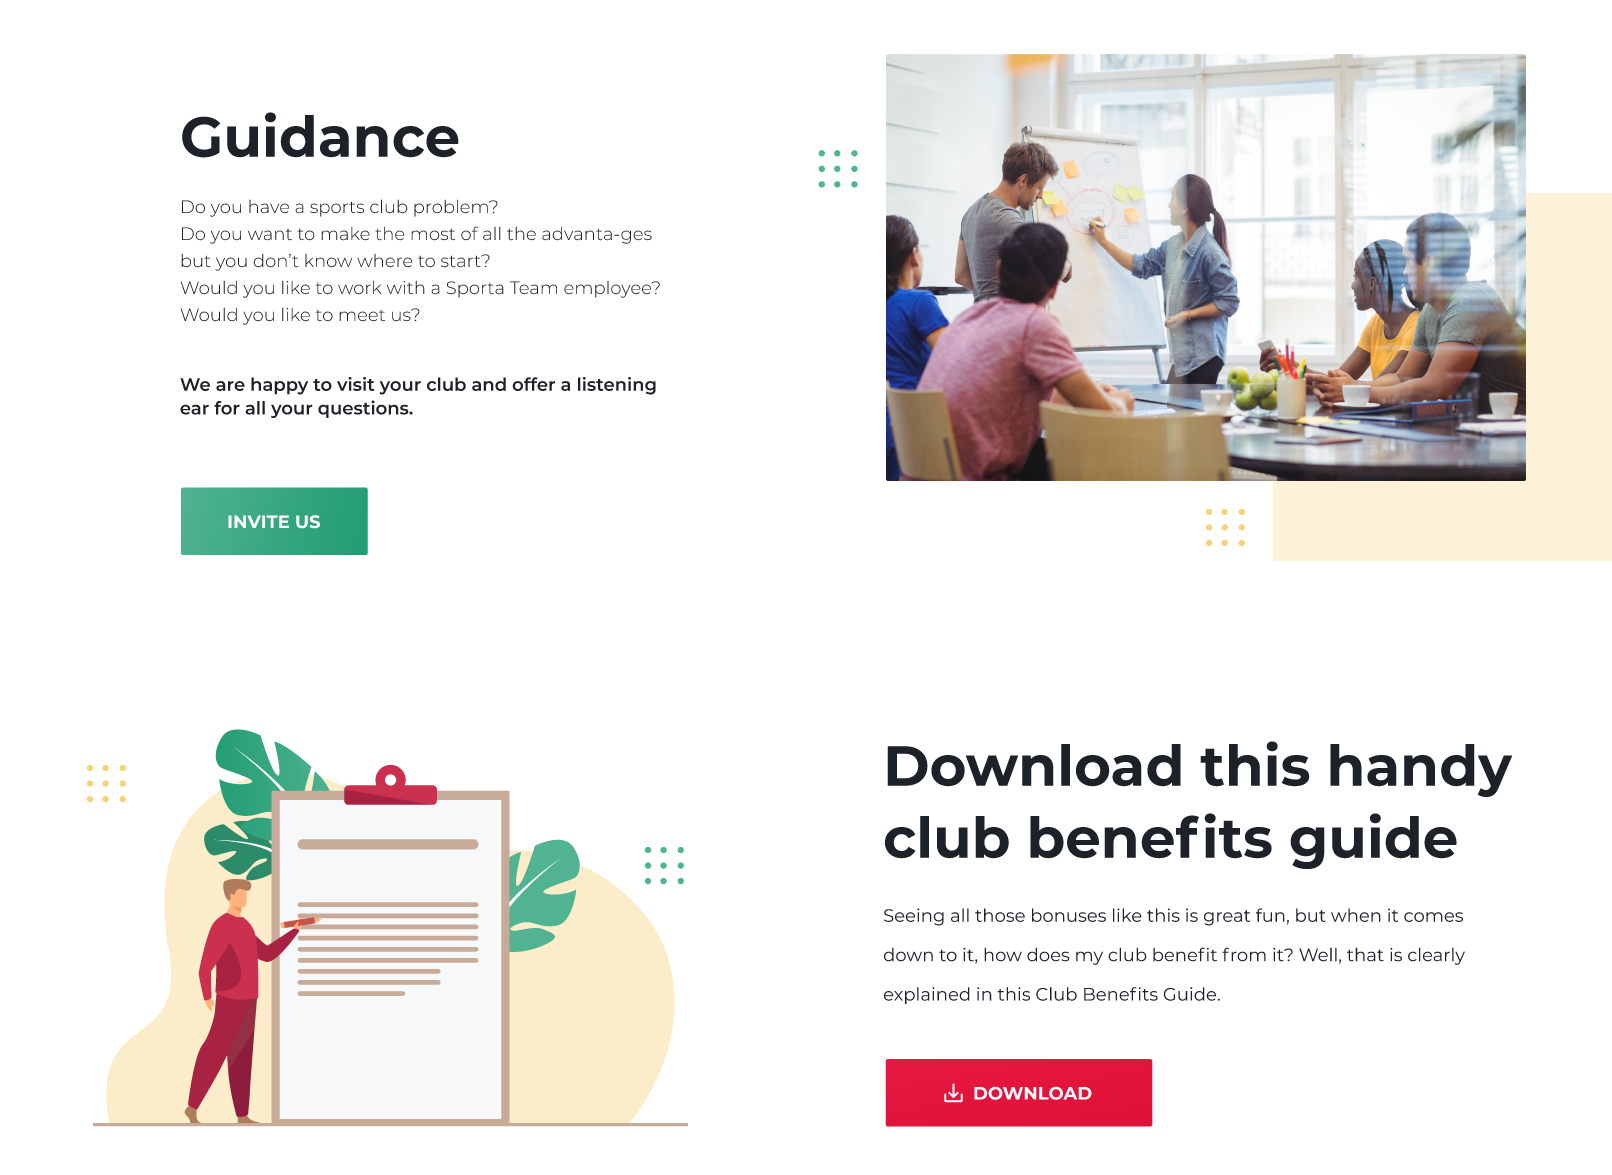 Guidance
Do you have a sports club problem?
Do you want to make the most of all the advanta-ges
but you don’t know where to start?
Would you like to work with a Sporta Team employee?
Would you like to meet us?
We are happy to visit your club and offer a listening
ear for all your questions.
INVITE US
Download this handy
club benefits guide
Seeing all those bonuses like this is great fun, but when it comes
down to it, how does my club benefit from it? Well, that is clearly
explained in this Club Benefits Guide.
DOWNLOAD